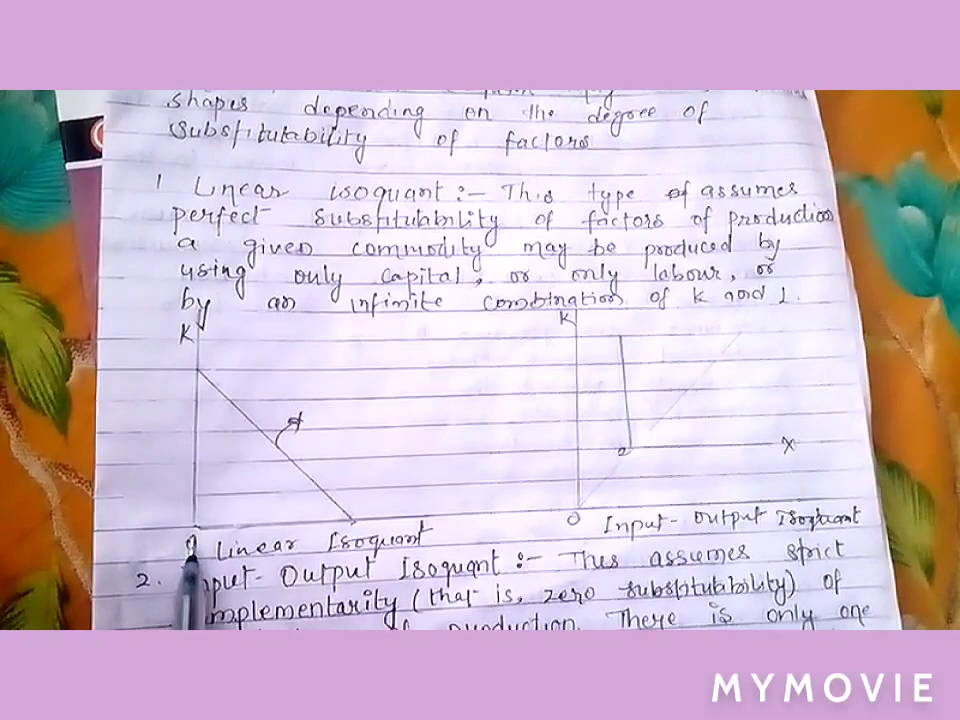 shapes depending on the degree of
substitutability of factors
1 Linear isoquant :- This type of assumes
perfect substitutability of factors of production
a given commodity may be produced by
using only capital, or only labour, or
by an infinite combination of K and L.
K
K
X
O
O Input-Output Isoquant
Linear Isoquant
2. Input-Output Isoquant :- This assumes strict
complementarity (that is, zero substitutability) of
production. There is only one
MYMOVIE